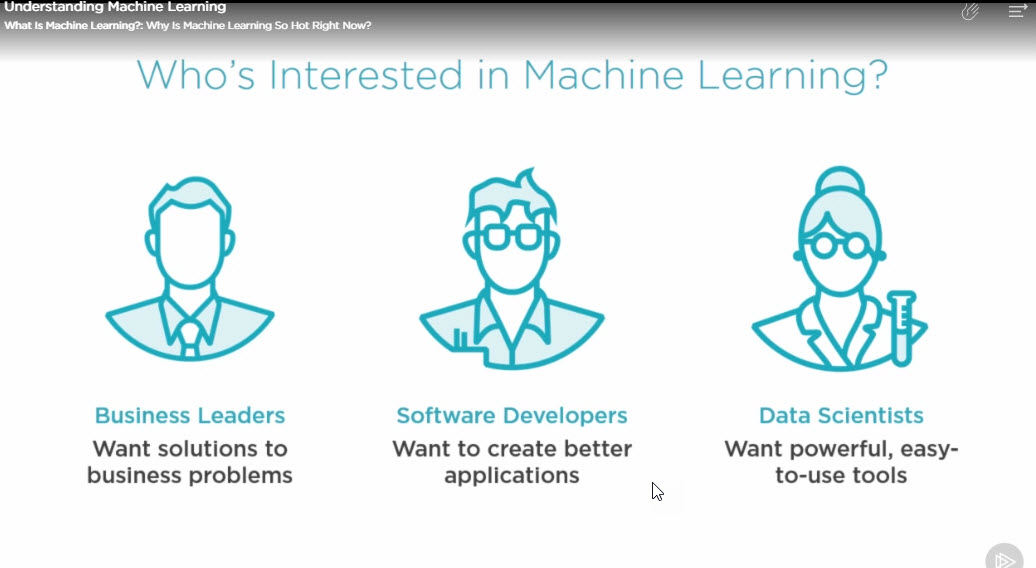 Understanding Machine Learning
What Is Machine Learning?: Why Is Machine Learning So Hot Right Now?
Who's Interested in Machine Learning?
Business Leaders
Want solutions to
business problems
Software Developers
Want to create better
applications
Data Scientists
Want powerful, easy-
to-use tools